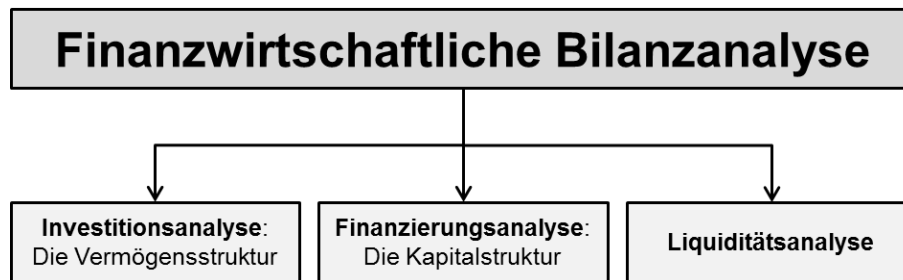 Finanzwirtschaftliche Bilanzanalyse
Investitionsanalyse:
Die Vermögensstruktur
Finanzierungsanalyse:
Die Kapitalstruktur
Liquiditätsanalyse